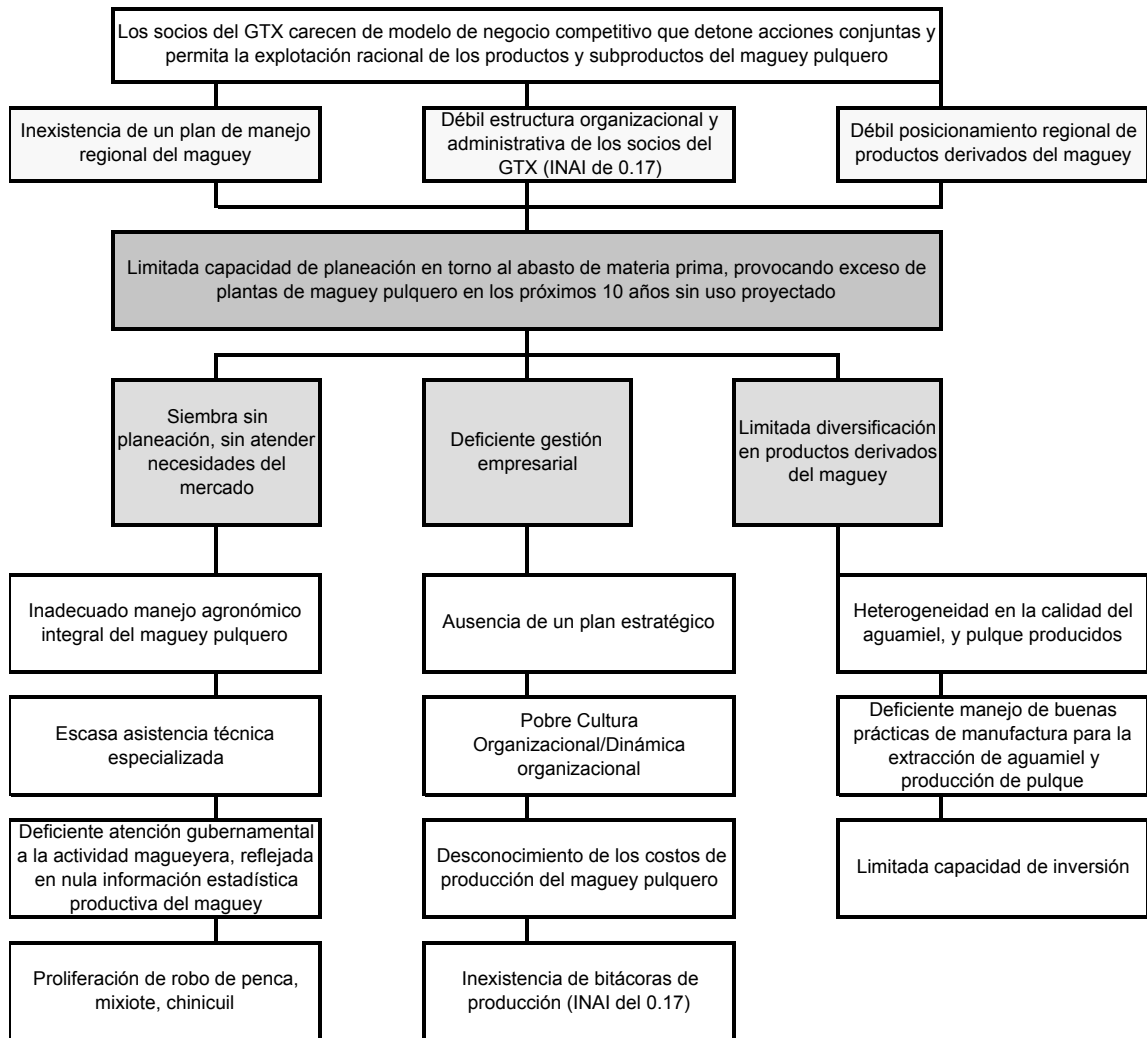 Los socios del GTX carecen de modelo de negocio competitivo que detone acciones conjuntas y
permita la explotación racional de los productos y subproductos del maguey pulquero
Inexistencia de un plan de manejo
regional del maguey
Débil estructura organizacional y
administrativa de los socios del
GTX (INAI de 0.17)
Débil posicionamiento regional de
productos derivados del maguey
Limitada capacidad de planeación en torno al abasto de materia prima, provocando exceso de
plantas de maguey pulquero en los próximos 10 años sin uso proyectado
Siembra sin
planeación, sin atender
necesidades del
mercado
Deficiente gestión
empresarial
Limitada diversificación
en productos derivados
del maguey
Inadecuado manejo agronómico
integral del maguey pulquero
Ausencia de un plan estratégico
Heterogeneidad en la calidad del
aguamiel, y pulque producidos
Escasa asistencia técnica
especializada
Pobre Cultura
Organizacional/Dinámica
organizacional
Deficiente manejo de buenas
prácticas de manufactura para la
extracción de aguamiel y
producción de pulque
Deficiente atención gubernamental
a la actividad magueyera, reflejada
en nula información estadística
productiva del maguey
Desconocimiento de los costos de
producción del maguey pulquero
Limitada capacidad de inversión
Proliferación de robo de penca,
mixiote, chinicuil
Inexistencia de bitácoras de
producción (INAI del 0.17)